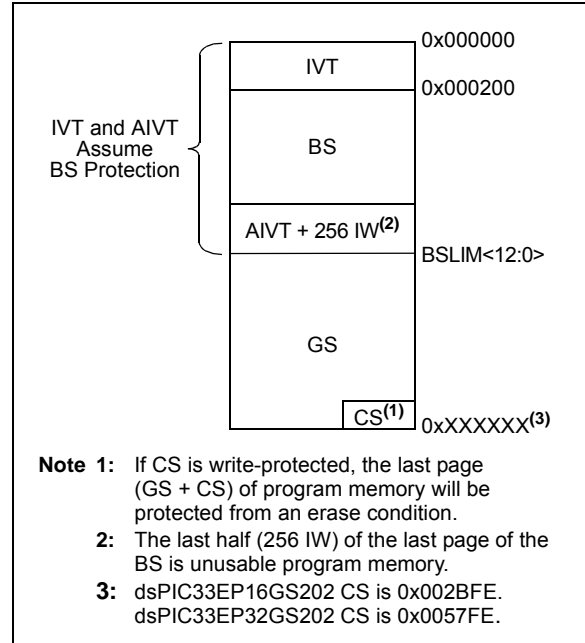 0x000000
IVT
0x000200
IVT and AIVT
Assume
BS Protection
BS
AIVT + 256 IW(2)
BSLIM<12:0>
GS
CS(1)
0xXXXXXX(3)
Note 1: If CS is write-protected, the last page
(GS + CS) of program memory will be
protected from an erase condition.
2: The last half (256 IW) of the last page of the
BS is unusable program memory.
3: dsPIC33EP16GS202 CS is 0x002BFE.
dsPIC33EP32GS202 CS is 0x0057FE.